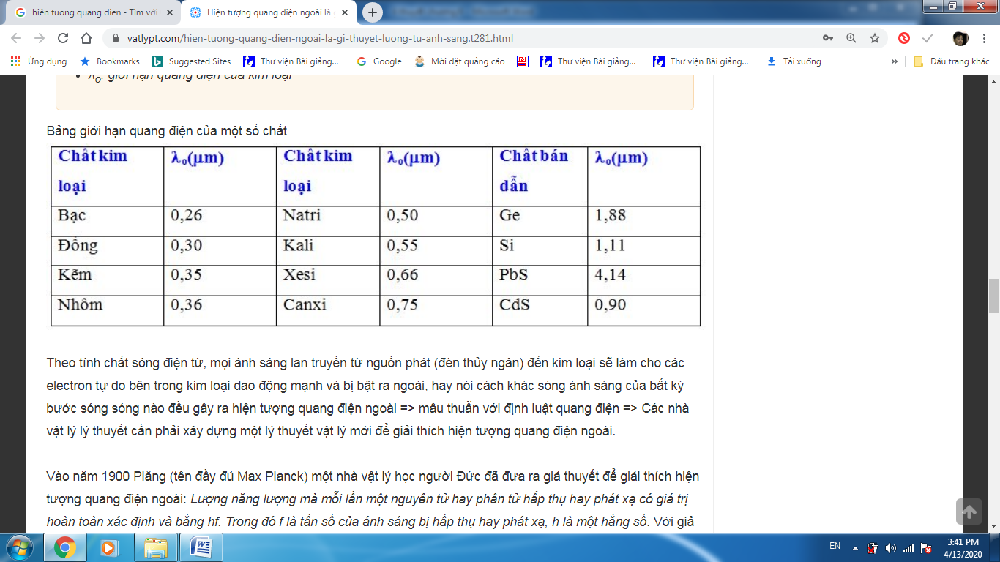 hiên tuong quang dien - Tìm với
Hiện tượng quang điện ngoài là
vatlypt.com/hien-tuong-quang-dien-ngoai-la-gi-thuyet-luong-tu-anh-sang.t281.html
Ứng dụng Bookmarks Suggested Sites Thư viện Bài giảng... Google Mời đặt quảng cáo Thư viện Bài giảng... Thư viện Bài giảng... Tải xuống » Dấu trang khác
• λO: giới hạn quang điện của kim loại
Bảng giới hạn quang điện của một số chất
Chất kim loại λo(μm) Chất kim loại λo(μm) Chất bán dẫn λo(μm)
Bạc 0,26 Natri 0,50 Ge 1,88
Đồng 0,30 Kali 0,55 Si 1,11
Kẽm 0,35 Xesi 0,66 PbS 4,14
Nhôm 0,36 Canxi 0,75 CdS 0,90
Theo tính chất sóng điện từ, mọi ánh sáng lan truyền từ nguồn phát (đèn thủy ngân) đến kim loại sẽ làm cho các
electron tự do bên trong kim loại dao động mạnh và bị bật ra ngoài, hay nói cách khác sóng ánh sáng của bất kỳ
bước sóng sóng nào đều gây ra hiện tượng quang điện ngoài => mâu thuẫn với định luật quang điện => Các nhà
vật lý lý thuyết cần phải xây dựng một lý thuyết vật lý mới để giải thích hiện tượng quang điện ngoài.
Vào năm 1900 Plăng (tên đầy đủ Max Planck) một nhà vật lý học người Đức đã đưa ra giả thuyết để giải thích hiện
tượng quang điện ngoài: Lượng năng lượng mà mỗi lần một nguyên tử hay phân tử hấp thụ hay phát xạ có giá trị
hoàn toàn xác định và bằng hf. Trong đó f là tần số của ánh sáng bị hấp thụ hay phát xạ, h là một hằng số. Với giả
EN
3:41 PM
4/13/2020